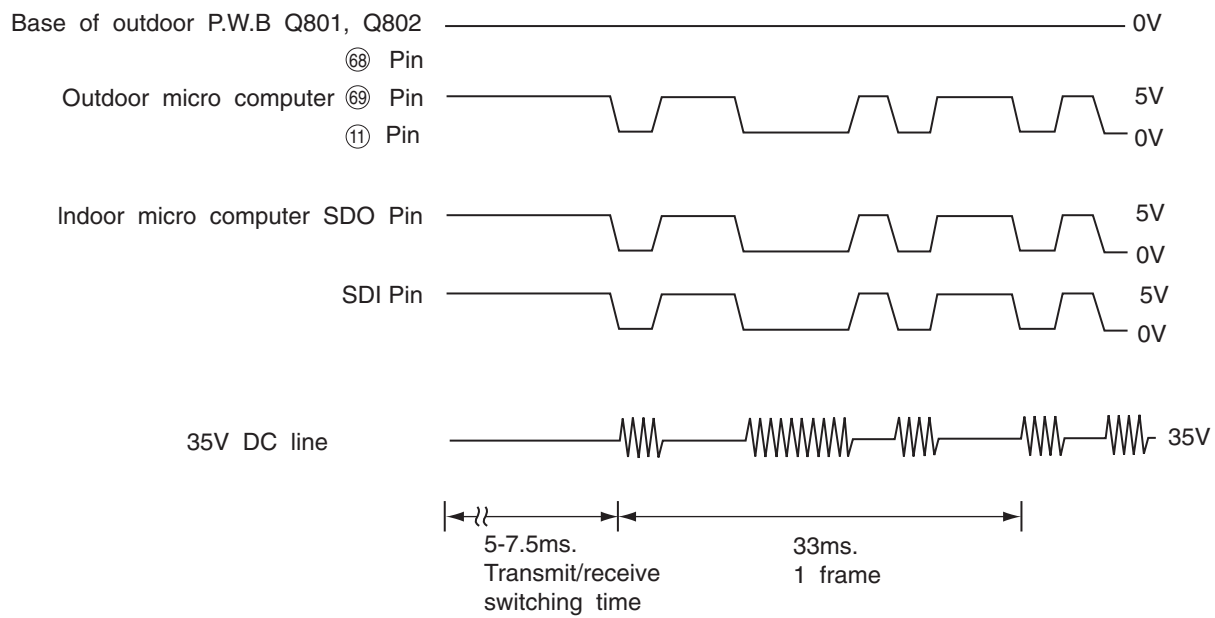 Base of outdoor P.W.B Q801, Q802
0V
68 Pin
Outdoor micro computer 69 Pin
5V
11 Pin
0V
Indoor micro computer SDO Pin
5V
0V
SDI Pin
5V
0V
35V DC line
35V
5-7.5ms.
Transmit/receive
switching time
33ms.
1 frame